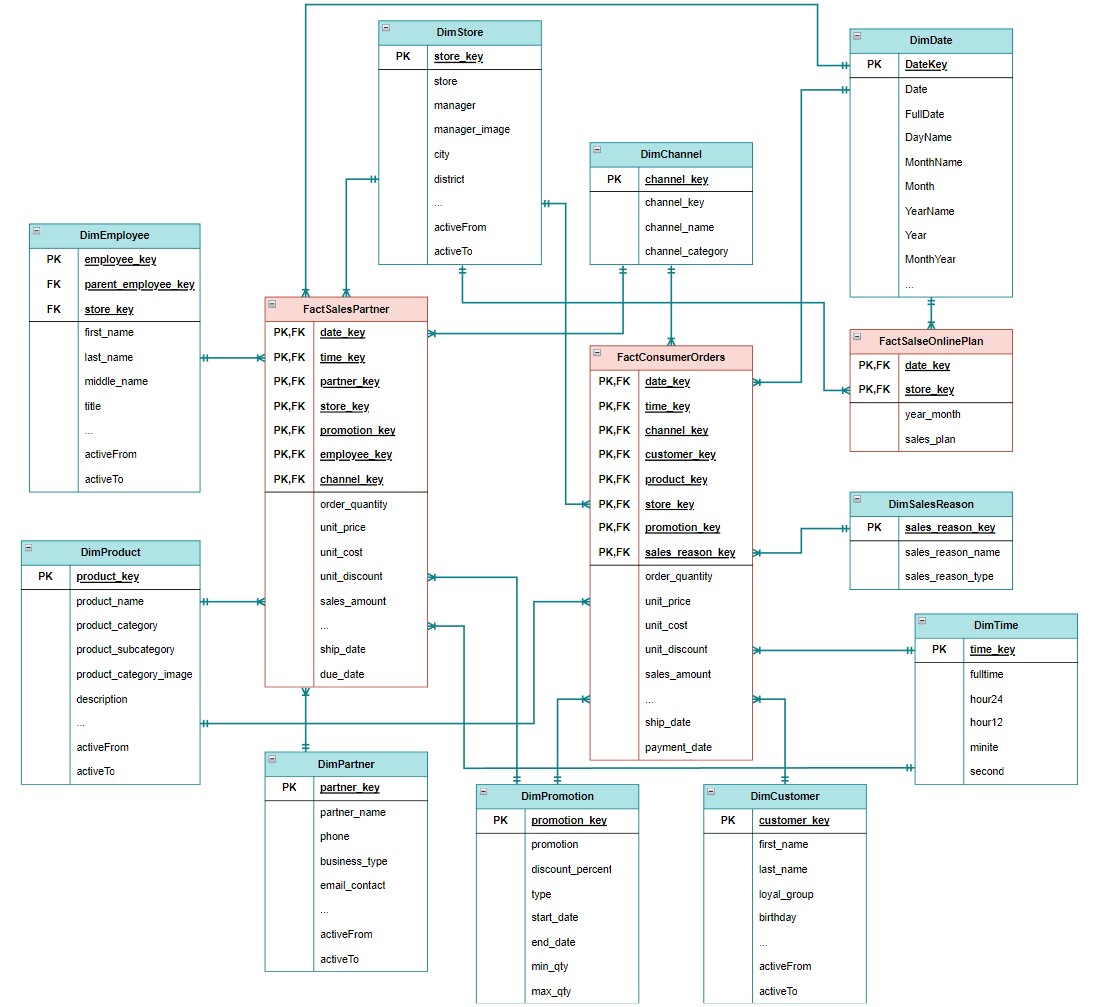 DimStore
PK store_key
store
manager
manager_image
city
district
...
activeFrom
activeTo
DimDate
PK DateKey
Date
FullDate
DayName
MonthName
Month
YearName
Year
MonthYear
...
DimChannel
PK channel_key
channel_key
channel_name
channel_category
DimEmployee
PK employee_key
FK parent_employee_key
FK store_key
first_name
last_name
middle_name
title
...
activeFrom
activeTo
FactSalesPartner
PK,FK date_key
PK,FK time_key
PK,FK partner_key
PK,FK store_key
PK,FK promotion_key
PK,FK employee_key
PK,FK channel_key
order_quantity
unit_price
unit_cost
unit_discount
sales_amount
...
ship_date
due_date
FactConsumerOrders
PK,FK date_key
PK,FK time_key
PK,FK channel_key
PK,FK customer_key
PK,FK product_key
PK,FK store_key
PK,FK promotion_key
PK,FK sales_reason_key
order_quantity
unit_price
unit_cost
unit_discount
sales_amount
...
ship_date
payment_date
FactSalseOnlinePlan
PK,FK date_key
PK,FK store_key
year_month
sales_plan
DimSalesReason
PK sales_reason_key
sales_reason_name
sales_reason_type
DimProduct
PK product_key
product_name
product_category
product_subcategory
product_category_image
description
...
activeFrom
activeTo
DimTime
PK time_key
fulltime
hour24
hour12
minite
second
DimPartner
PK partner_key
partner_name
phone
business_type
email_contact
...
activeFrom
activeTo
DimPromotion
PK promotion_key
promotion
discount_percent
type
start_date
end_date
min_qty
max_qty
DimCustomer
PK customer_key
first_name
last_name
loyal_group
birthday
...
activeFrom
activeTo